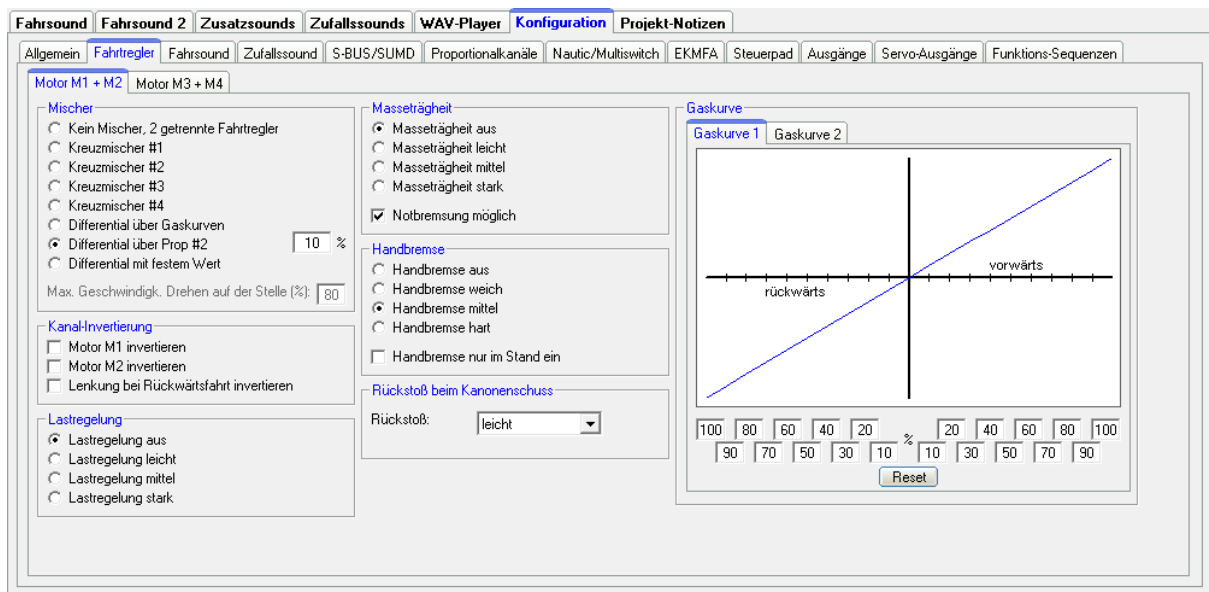 Fahrsound Fahrsound 2 Zusatzsounds Zufallssounds WAV-Player Konfiguration Projekt-Notizen
Allgemein Fahrtregler Fahrsound Zufallssound S-BUS/SUMD Proportionalkanäle Nautic/Multiswitch EKMFA Steuerpad Ausgänge Servo-Ausgänge Funktions-Sequenzen
Motor M1 + M2 Motor M3 + M4
Mischer
Kein Mischer, 2 getrennte Fahrtregler
Kreuzmischer #1
Kreuzmischer #2
Kreuzmischer #3
Kreuzmischer #4
Differential über Gaskurven
Differential über Prop #2 10 %
Differential mit festem Wert
Max. Geschwindigk. Drehen auf der Stelle (%): 80
Kanal-Invertierung
Motor M1 invertieren
Motor M2 invertieren
Lenkung bei Rückwärtsfahrt invertieren
Lastregelung
Lastregelung aus
Lastregelung leicht
Lastregelung mittel
Lastregelung stark
Masseträgheit
Masseträgheit aus
Masseträgheit leicht
Masseträgheit mittel
Masseträgheit stark
Notbremsung möglich
Handbremse
Handbremse aus
Handbremse weich
Handbremse mittel
Handbremse hart
Handbremse nur im Stand ein
Rückstoß beim Kanonenschuss
Rückstoß: leicht
Gaskurve
Gaskurve 1 Gaskurve 2
vorwärts
rückwärts
100 80 60 40 20 % 20 40 60 80 100
90 70 50 30 10 10 30 50 70 90
Reset